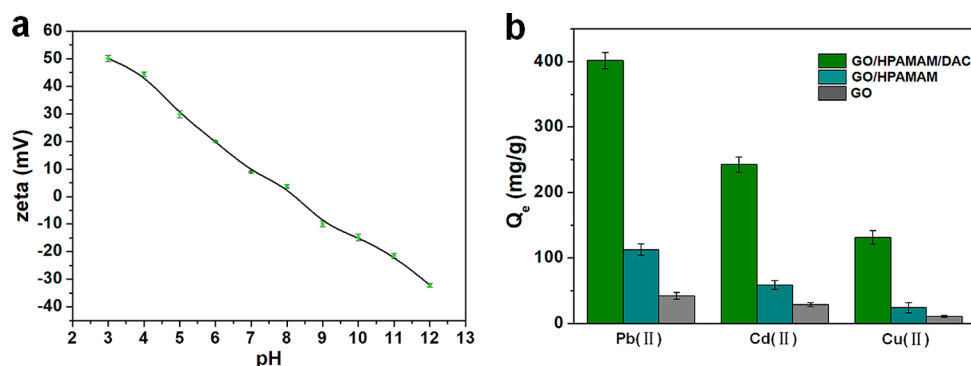 a
60
50
40
30
20
10
0
-10
-20
-30
-40
zeta (mV)
2 3 4 5 6 7 8 9 10 11 12 13
pH
b
GO/HPAMAM/DAC
GO/HPAMAM
GO
400
300
200
100
0
Qe (mg/g)
Pb(Ⅱ) Cd(Ⅱ) Cu(Ⅱ)